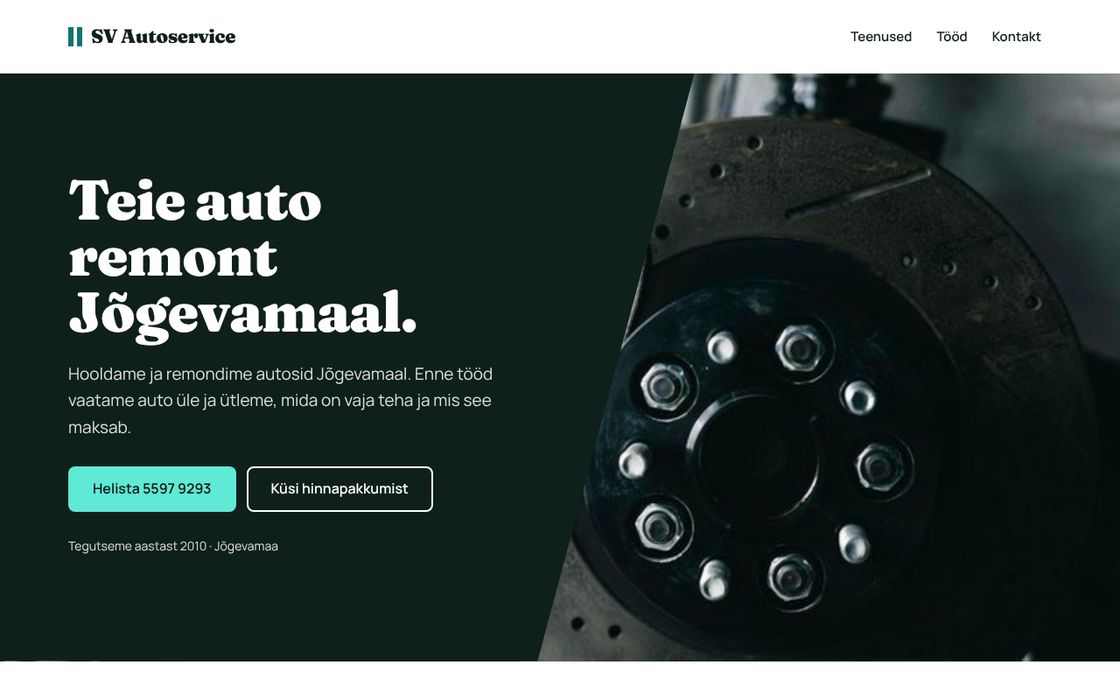 SV Autoservice
Teenused Tööd Kontakt
Teie auto
remont
Jõgevamaal.
Hooldame ja remondime autosid Jõgevamaal. Enne tööd
vaatame auto üle ja ütleme, mida on vaja teha ja mis see
maksab.
Helista 5597 9293
Küsi hinnapakkumist
Tegutseme aastast 2010 · Jõgevamaa